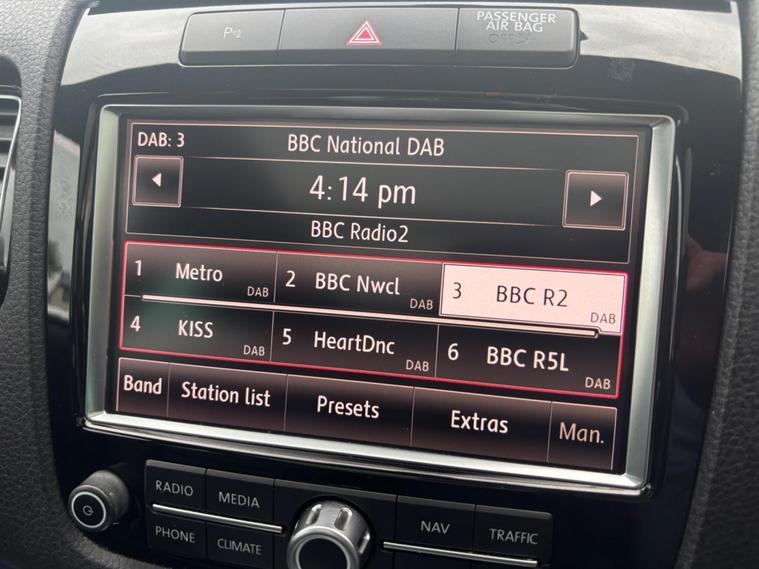 P
PASSENGER
AIR BAG
OFF
DAB: 3
BBC National DAB
4:14 pm
BBC Radio2
1 Metro DAB
2 BBC Nwcl DAB
3 BBC R2 DAB
4 KISS DAB
5 HeartDnc DAB
6 BBC R5L DAB
Band
Station list
Presets
Extras
Man.
RADIO
MEDIA
NAV
TRAFFIC
PHONE
CLIMATE